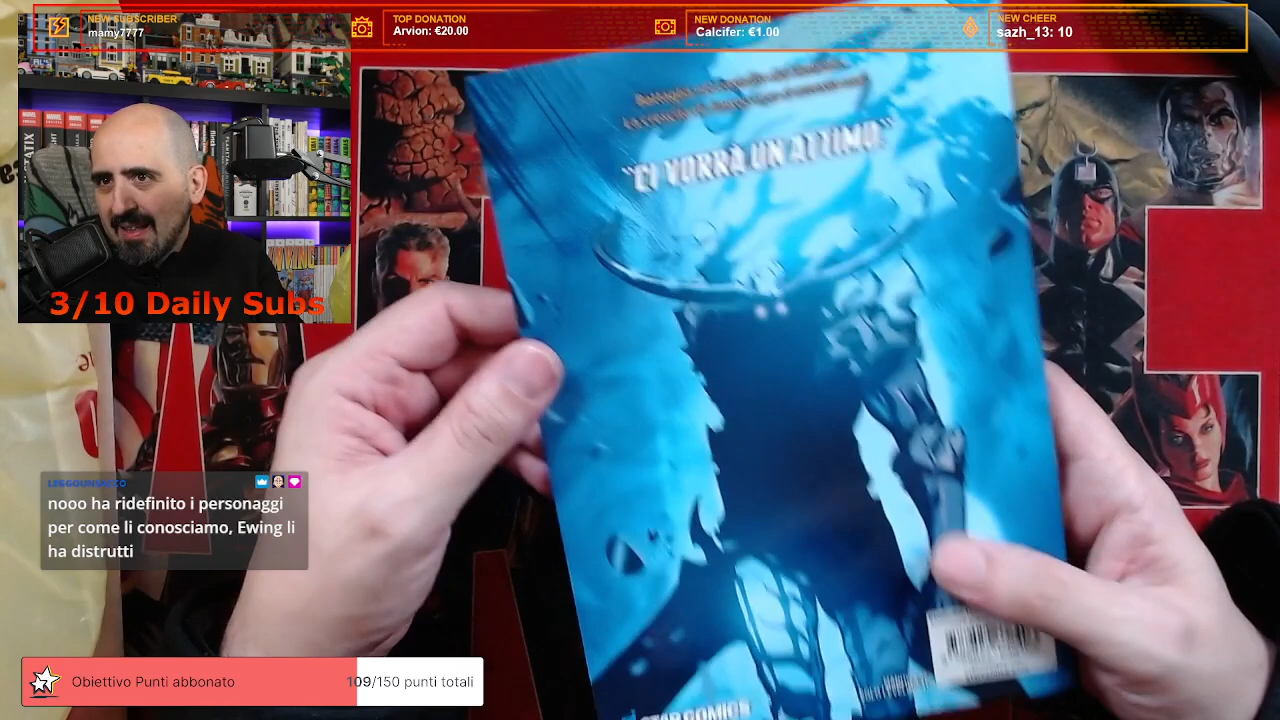 NEW SUBSCRIBER
mamy7777
TOP DONATION
Arvion: €20.00
NEW DONATION
Calcifer: €1.00
NEW CHEER
sazh_13: 10
"CI VORRÀ UN ATTIMO."
3/10 Daily Subs
nooo ha ridefinito i personaggi
per come li conosciamo, Ewing li
ha distrutti
Obiettivo Punti abbonato
109/150 punti totali
STAR COMICS